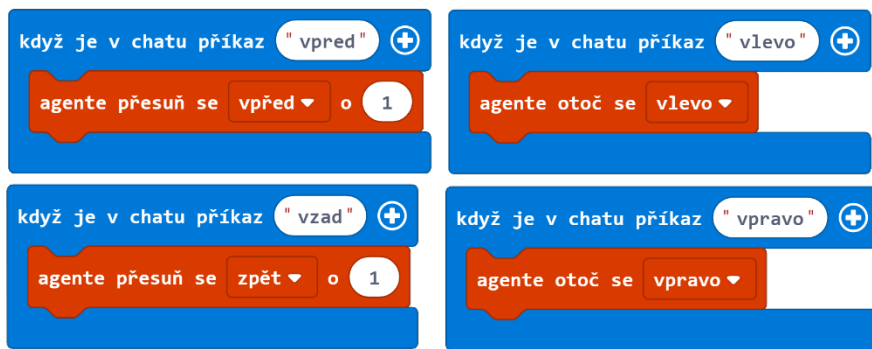 když je v chatu příkaz "vpred"
agente přesuň se vpřed o 1
když je v chatu příkaz "vlevo"
agente otoč se vlevo
když je v chatu příkaz "vzad"
agente přesuň se zpět o 1
když je v chatu příkaz "vpravo"
agente otoč se vpravo